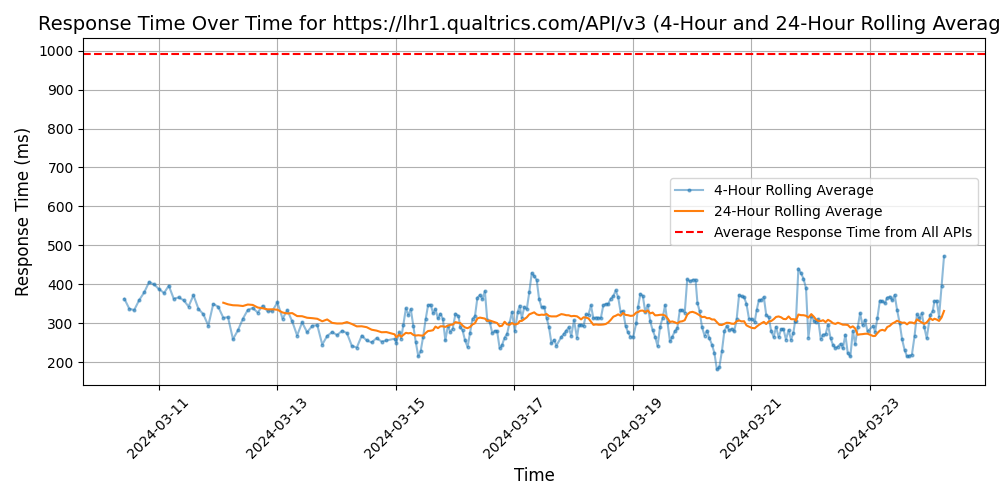 Response Time Over Time for https://lhr1.qualtrics.com/API/v3 (4-Hour and 24-Hour Rolling Averag
Response Time (ms)
1000
900
800
700
600
500
400
300
200
4-Hour Rolling Average
24-Hour Rolling Average
Average Response Time from All APIs
2024-03-11
2024-03-13
2024-03-15
2024-03-17
2024-03-19
2024-03-21
2024-03-23
Time